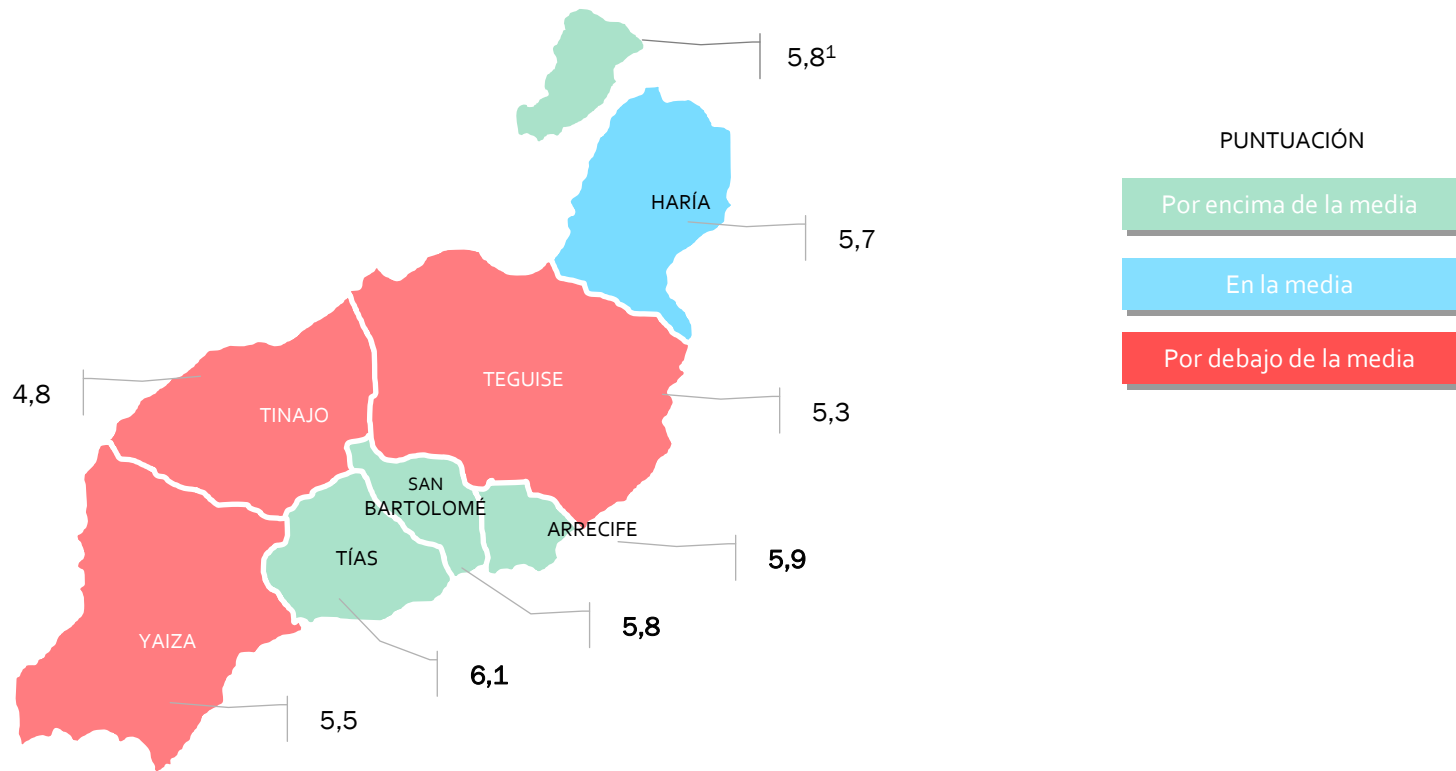 5,8¹
PUNTUACIÓN
Por encima de la media
HARÍA
5,7
En la media
Por debajo de la media
TEGUISE
4,8
TINAJO
5,3
SAN
BARTOLOMÉ
ARRECIFE
TÍAS
5,9
5,8
YAIZA
6,1
5,5